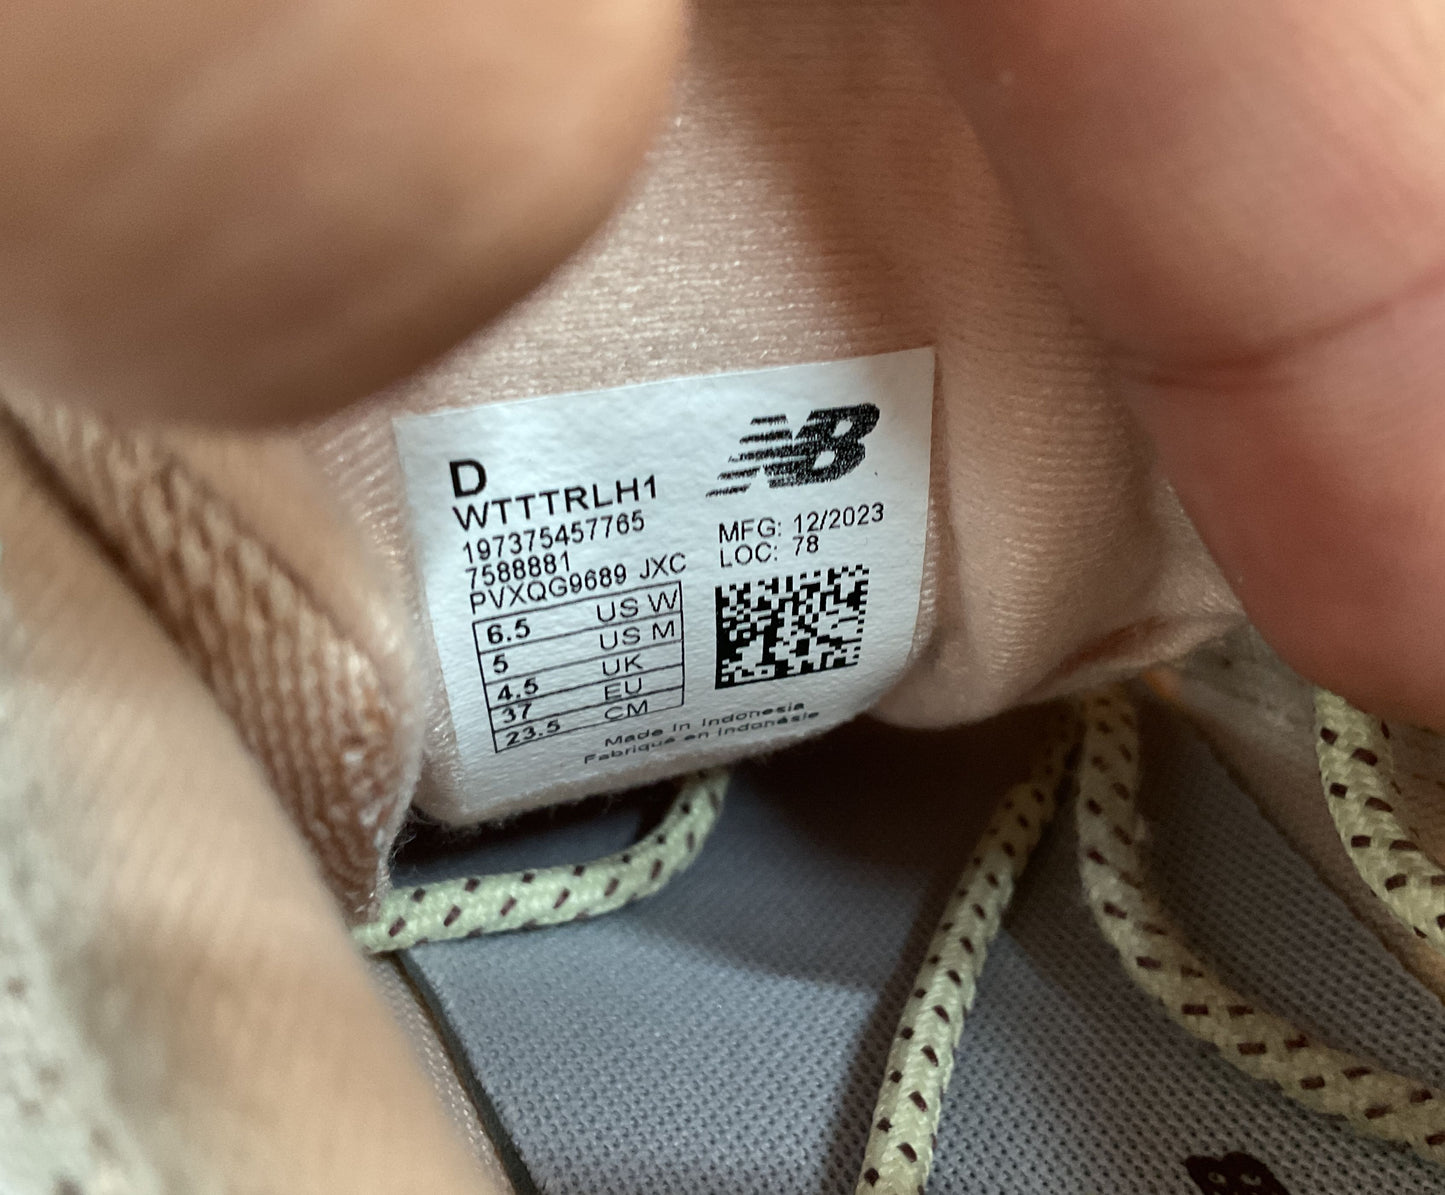 NB
D
WTTTRLH1
197375457765
7588881
PVXQG9689 JXC
MFG: 12/2023
LOC: 78
6.5 US W
5 US M
4.5 UK
37 EU
23.5 CM
Made in Indonesia
Fabriqué en Indonésie